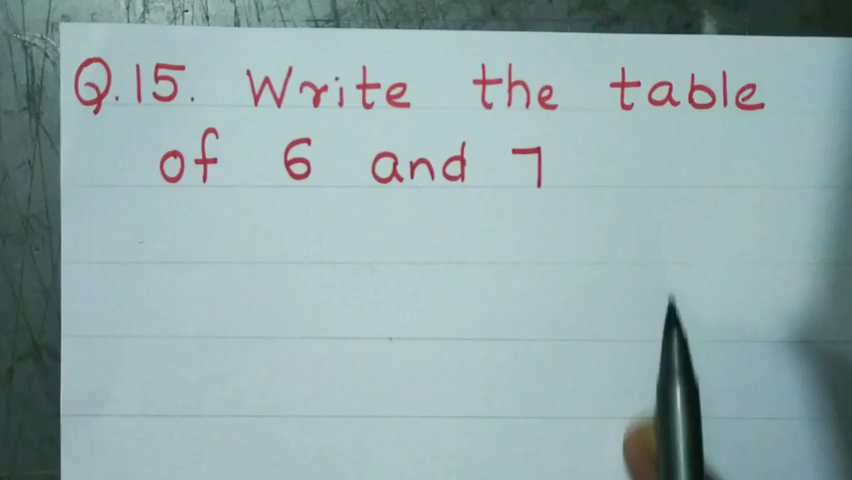 Q.15. Write the table
of 6 and 7